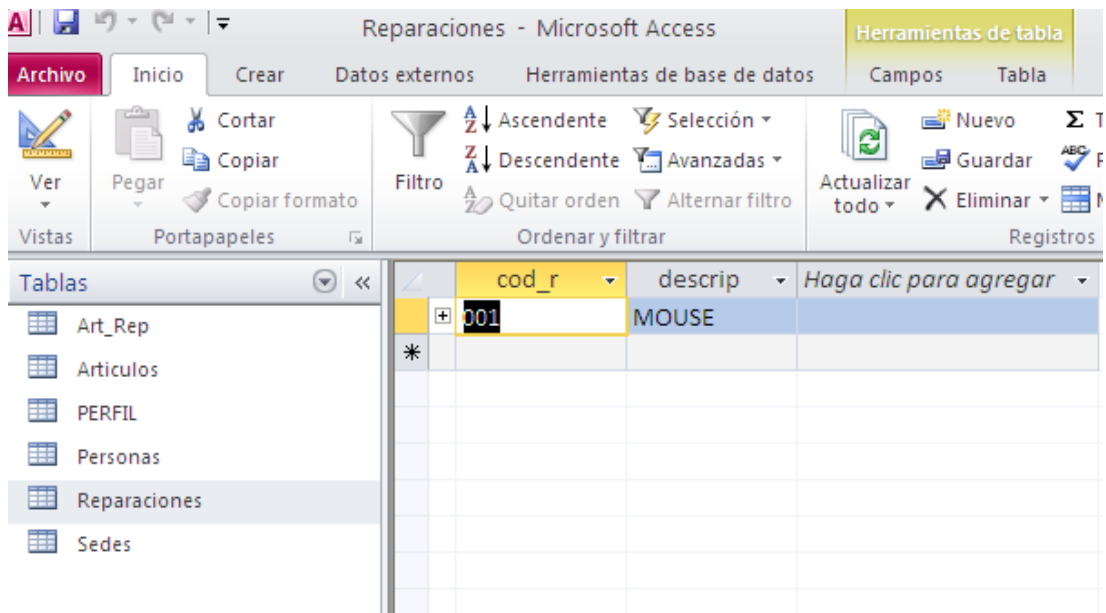 Reparaciones - Microsoft Access
Herramientas de tabla
Archivo Inicio Crear Datos externos Herramientas de base de datos Campos Tabla
Ver
Vistas
Pegar
Cortar
Copiar
Copiar formato
Portapapeles
Filtro
Ascendente
Descendente
Quitar orden
Selección
Avanzadas
Alternar filtro
Ordenar y filtrar
Actualizar
todo
Nuevo
Guardar
Eliminar
Registros
Tablas
Art_Rep
Articulos
PERFIL
Personas
Reparaciones
Sedes
cod_r descrip Haga clic para agregar
001 MOUSE